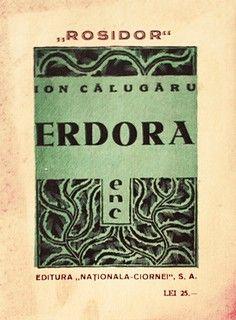 „ROSIDOR"
ION CĂLUGĂRU
ERDORA
enc
EDITURA „NAȚIONALA-CIORNEI", S. A.
LEI 25.—